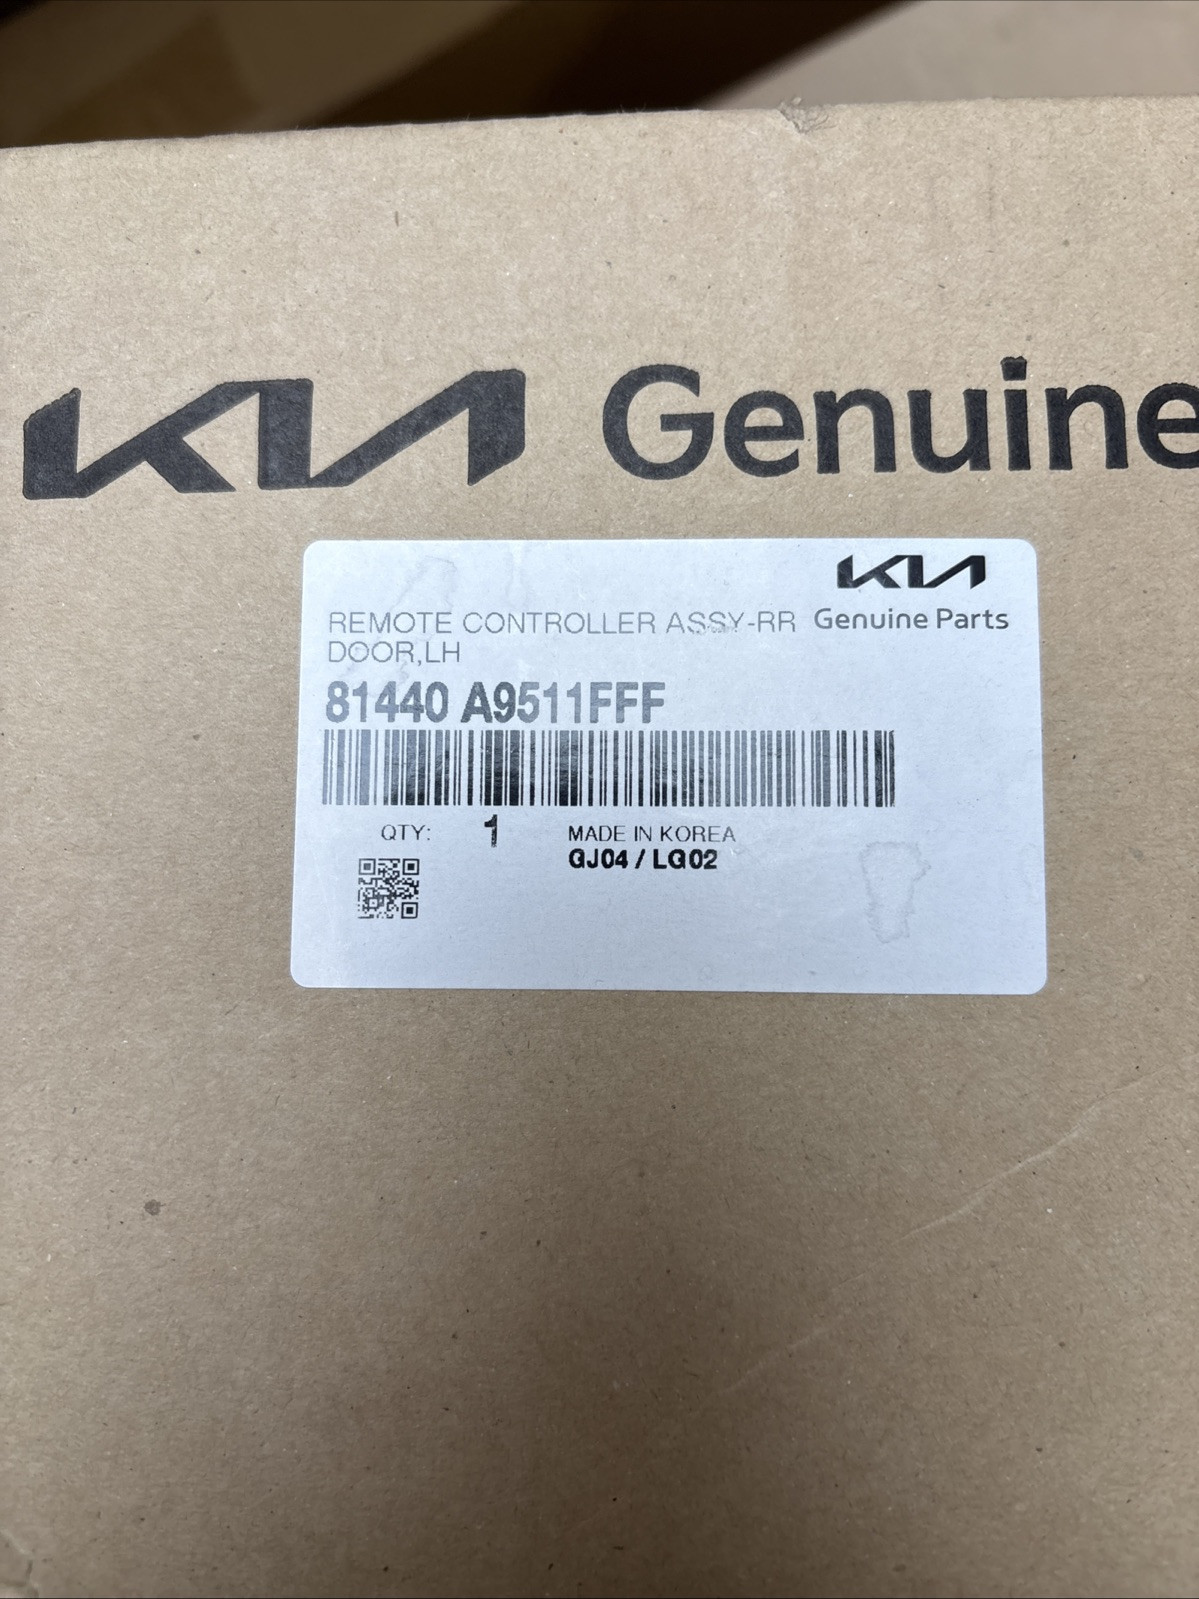 KIA Genuine
KIA
Genuine Parts
REMOTE CONTROLLER ASSY-RR
DOOR,LH
81440 A9511FFF
QTY: 1
MADE IN KOREA
GJ04 / LG02